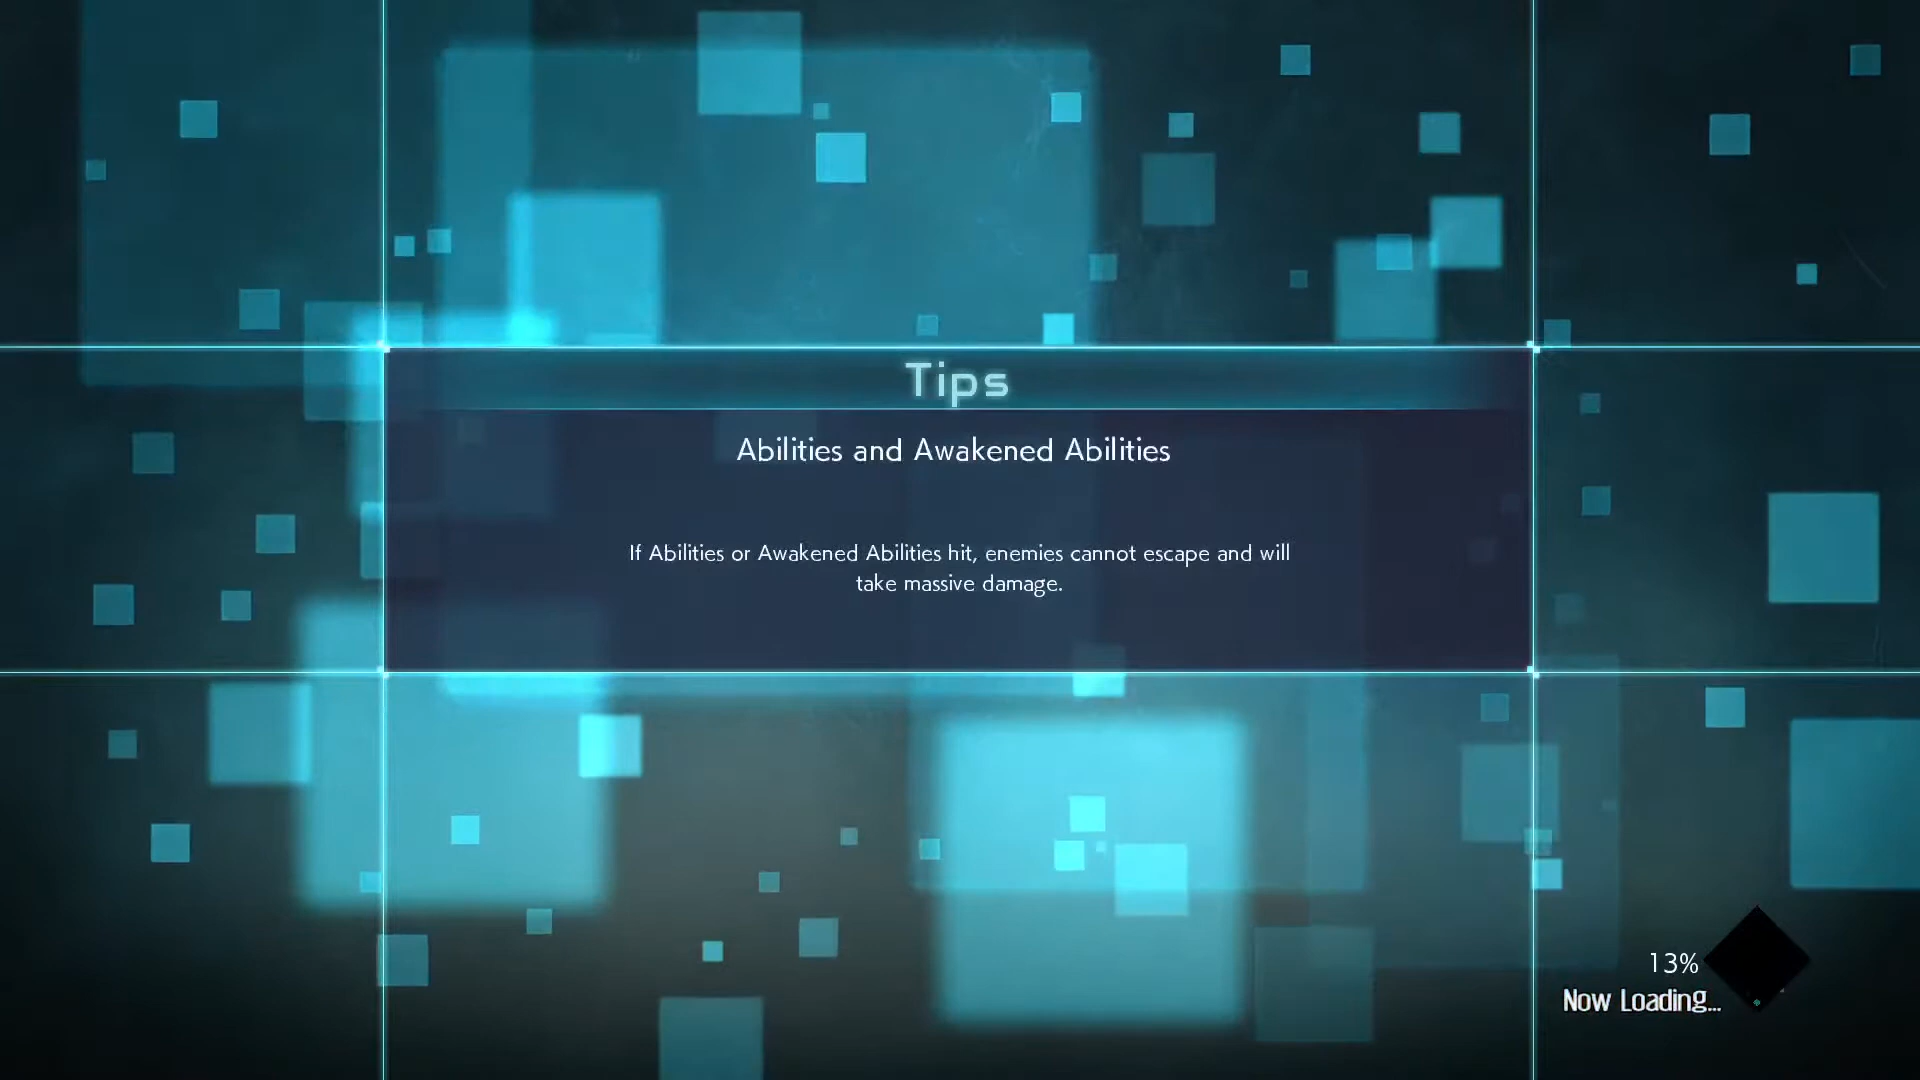 Tips
Abilities and Awakened Abilities
If Abilities or Awakened Abilities hit, enemies cannot escape and will
take massive damage.
13%
Now Loading...